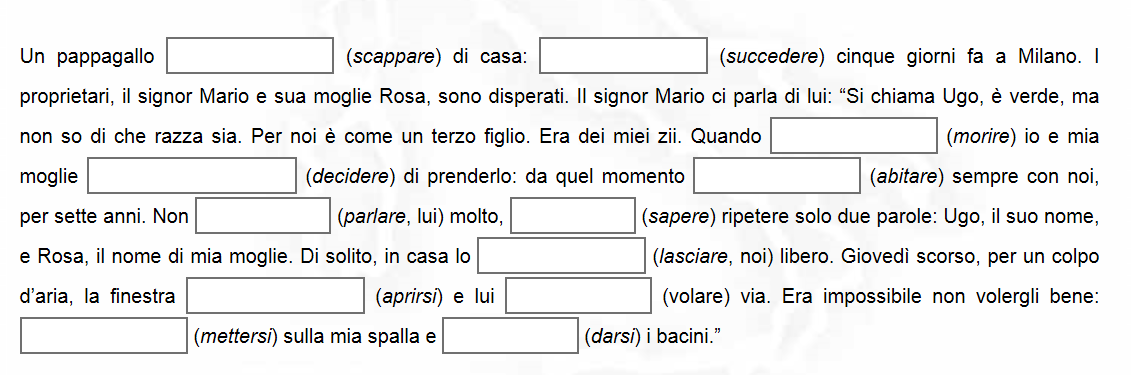 Un pappagallo (scappare) di casa: (succedere) cinque giorni fa a Milano. I
proprietari, il signor Mario e sua moglie Rosa, sono disperati. Il signor Mario ci parla di lui: “Si chiama Ugo, è verde, ma
non so di che razza sia. Per noi è come un terzo figlio. Era dei miei zii. Quando (morire) io e mia
moglie (decidere) di prenderlo: da quel momento (abitare) sempre con noi,
per sette anni. Non (parlare, lui) molto, (sapere) ripetere solo due parole: Ugo, il suo nome,
e Rosa, il nome di mia moglie. Di solito, in casa lo (lasciare, noi) libero. Giovedì scorso, per un colpo
d’aria, la finestra (aprirsi) e lui (volare) via. Era impossibile non volergli bene:
(mettersi) sulla mia spalla e (darsi) i bacini.”